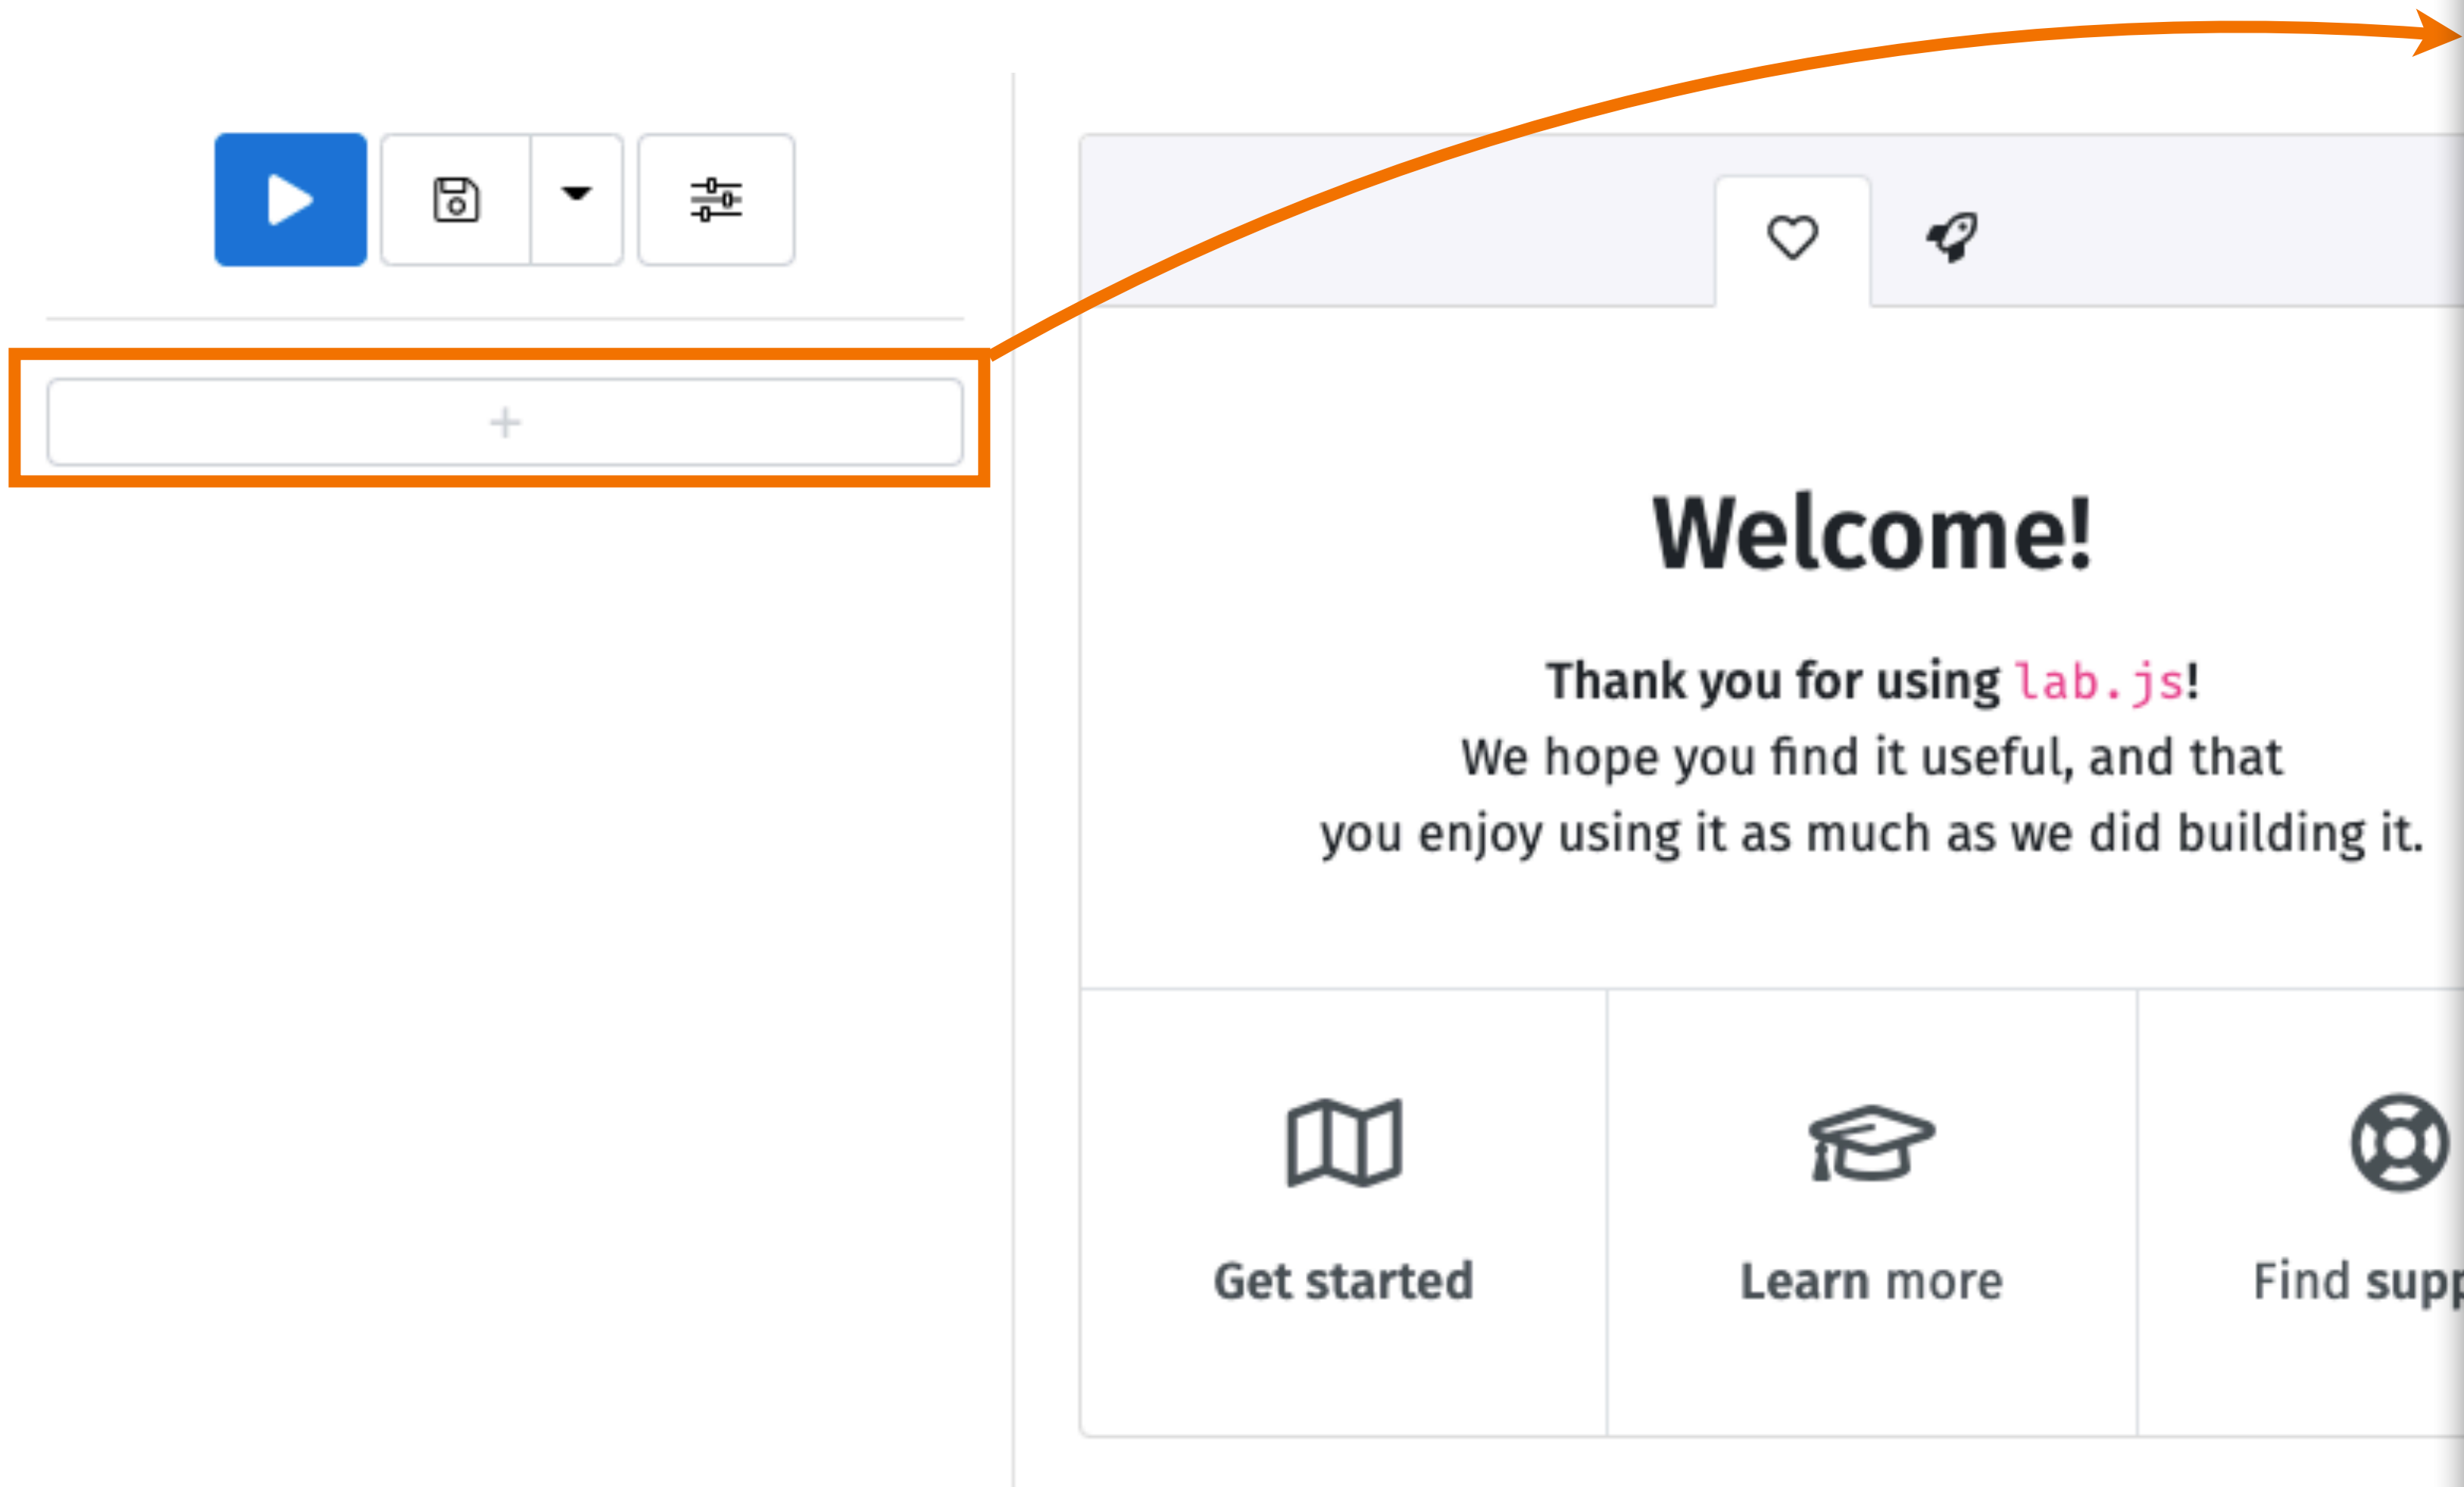 Welcome!
Thank you for using lab.js!
We hope you find it useful, and that
you enjoy using it as much as we did building it.
Get started
Learn more
Find